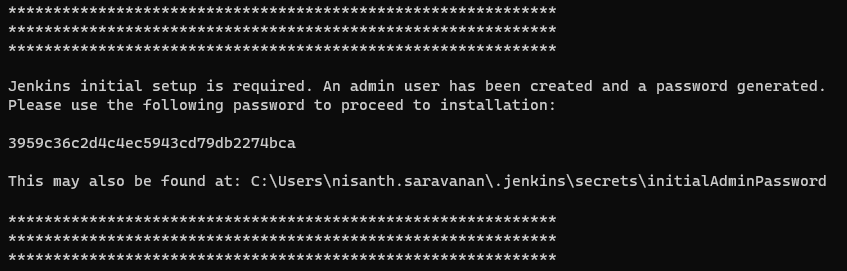 *************************************************************
*************************************************************
*************************************************************
Jenkins initial setup is required. An admin user has been created and a password generated.
Please use the following password to proceed to installation:
3959c36c2d4c4ec5943cd79db2274bca
This may also be found at: C:\Users\nisanth.saravanan\.jenkins\secrets\initialAdminPassword
*************************************************************
*************************************************************
*************************************************************